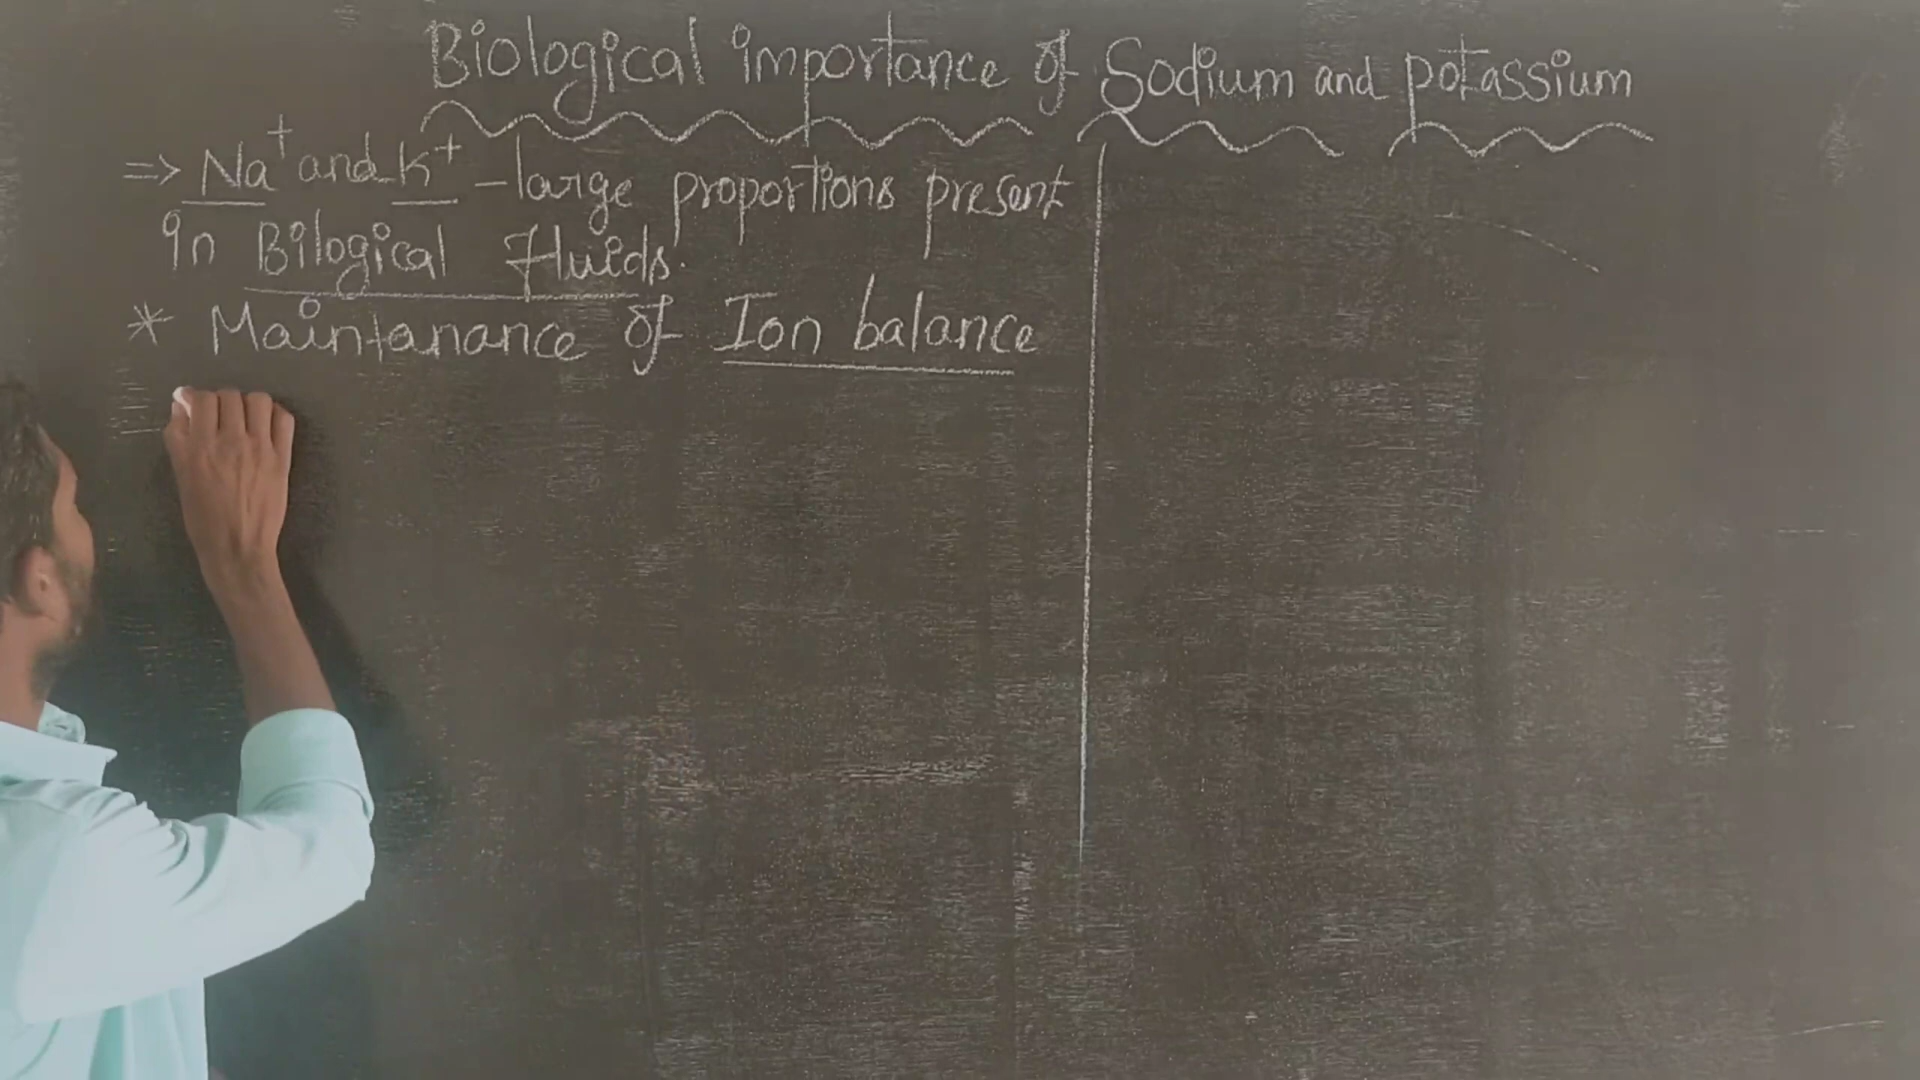 Biological importance of Sodium and potassium
=> Na⁺ and K⁺ - large proportions present
in Bilogical Fluids.
* Maintanance of Ion balance